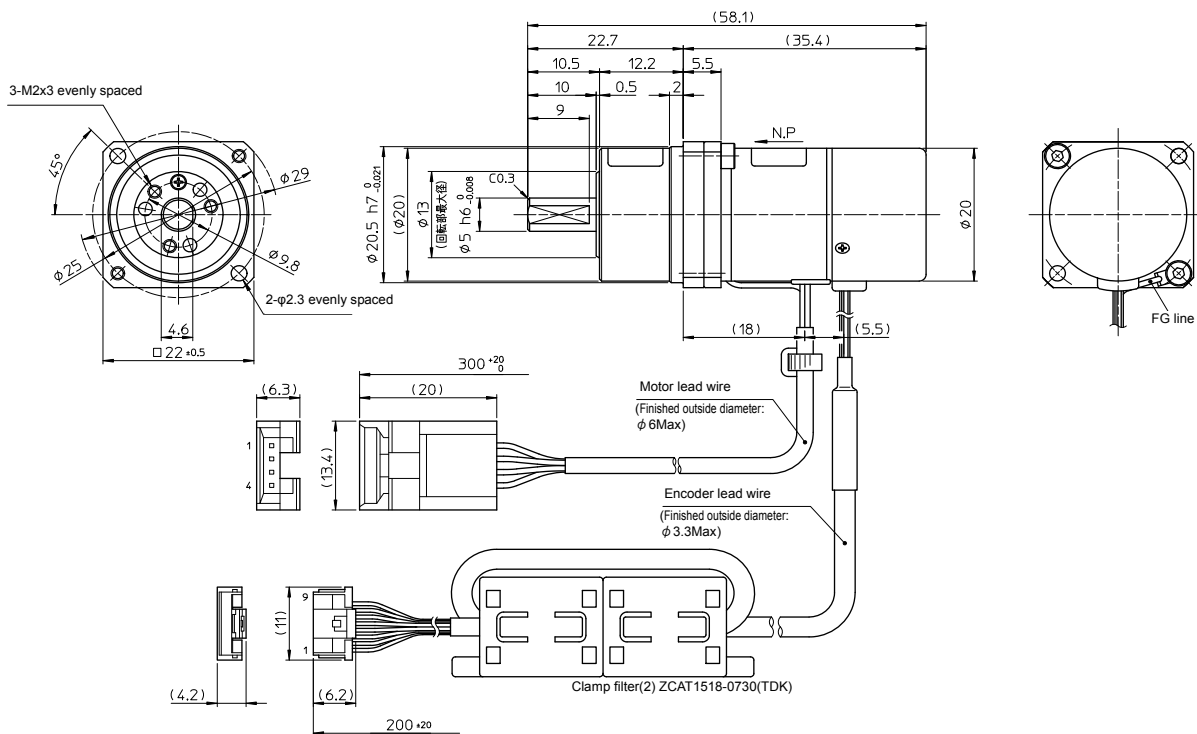 (58.1)
22.7
(35.4)
10.5
12.2
5.5
10
0.5
2
9
N.P
3-M2x3 evenly spaced
45°
φ29
φ25
φ9.8
2-φ2.3 evenly spaced
4.6
□22 ±0.5
φ20.5 h7 0 -0.021
(φ20)
φ13
(回転部最大径)
φ5 h6 0 -0.008
C0.3
φ20
FG line
(18)
(5.5)
300 +20 0
(6.3)
(20)
1
4
(13.4)
Motor lead wire
(Finished outside diameter:
φ6Max)
Encoder lead wire
(Finished outside diameter:
φ3.3Max)
9
1
(11)
(4.2)
(6.2)
200 ±20
Clamp filter(2) ZCAT1518-0730(TDK)